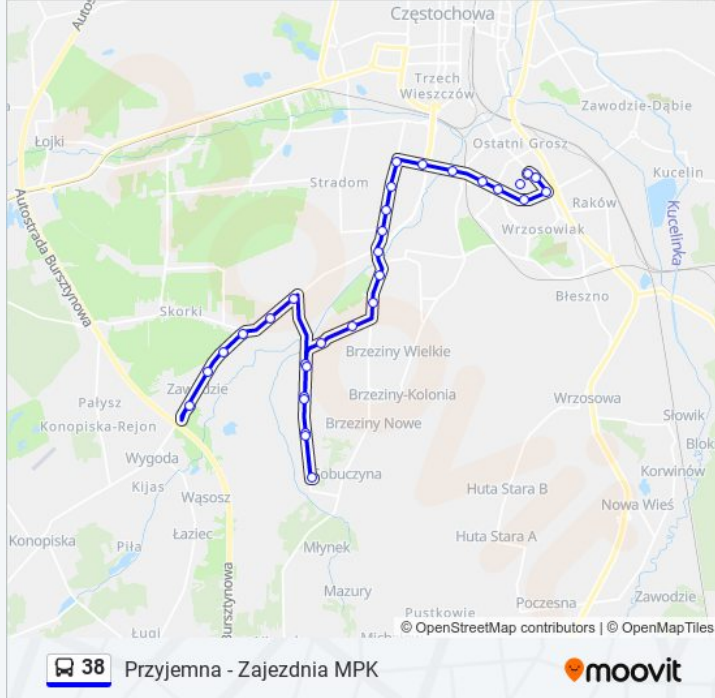 Częstochowa
Autos
Trzech
Wieszczów
Zawodzie-Dąbie
Łojki
Ostatni Grosz
Kucelin
Stradom
Raków
Kucelinka
Wrzosowiak
Autostrada Bursztynowa
Błeszno
Skorki
Brzeziny Wielkie
Zawodzie
Brzeziny-Kolonia
Wrzosowa
Pałysz
Konopiska-Rejon
Brzeziny Nowe
Słowik
Blok
Wygoda
Korwinów
Kijas
Sobuczyna
Wąsosz
Huta Stara B
Nowa Wieś
Łaziec
Konopiska
Piła
Huta Stara A
Młynek
Bursztynowa
Mazury
Poczesna
Zawodzie
Pustkowie
Ługi
Mich
© OpenStreetMap contributors | © OpenMapTiles
38 Przyjemna - Zajezdnia MPK
moovit